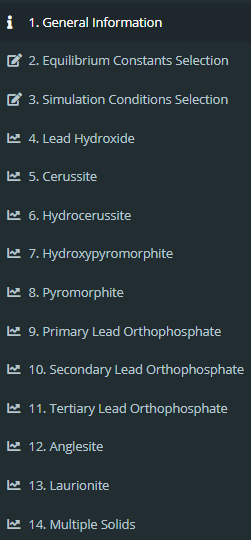 1. General Information
2. Equilibrium Constants Selection
3. Simulation Conditions Selection
4. Lead Hydroxide
5. Cerussite
6. Hydrocerussite
7. Hydroxypyromorphite
8. Pyromorphite
9. Primary Lead Orthophosphate
10. Secondary Lead Orthophosphate
11. Tertiary Lead Orthophosphate
12. Anglesite
13. Laurionite
14. Multiple Solids